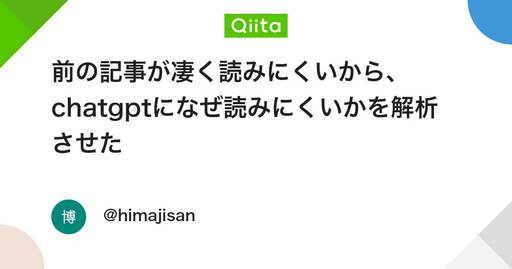 Qiita
前の記事が凄く読みにくいから、
chatgptになぜ読みにくいかを解析
させた
博
@himajisan